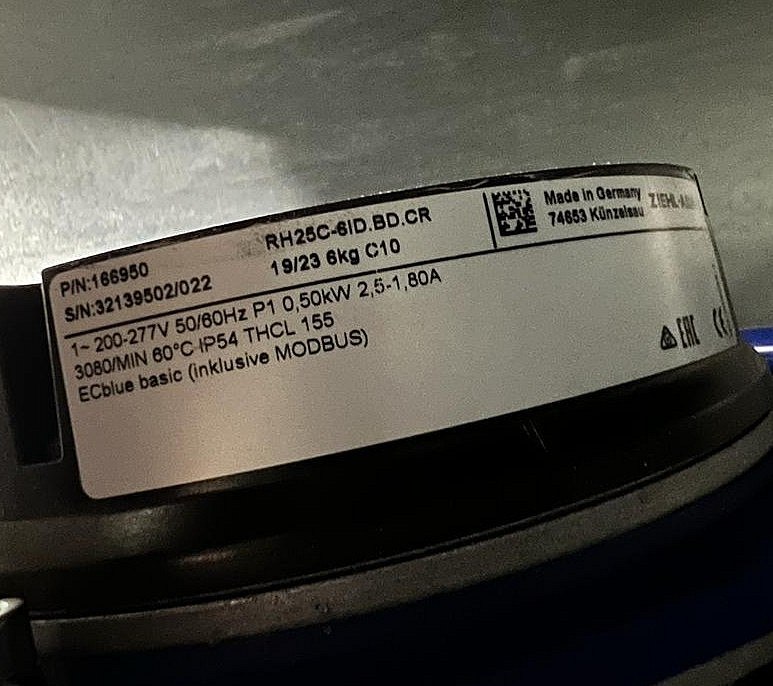 P/N:166950
S/N:32139502/022
RH25C-6ID.BD.CR
19/23 6kg C10
Made in Germany
74653 Künzelsau
1~ 200-277V 50/60Hz P1 0,50kW 2,5-1,80A
3080/MIN 60°C IP54 THCL 155
ECblue basic (inklusive MODBUS)
EAC
CE